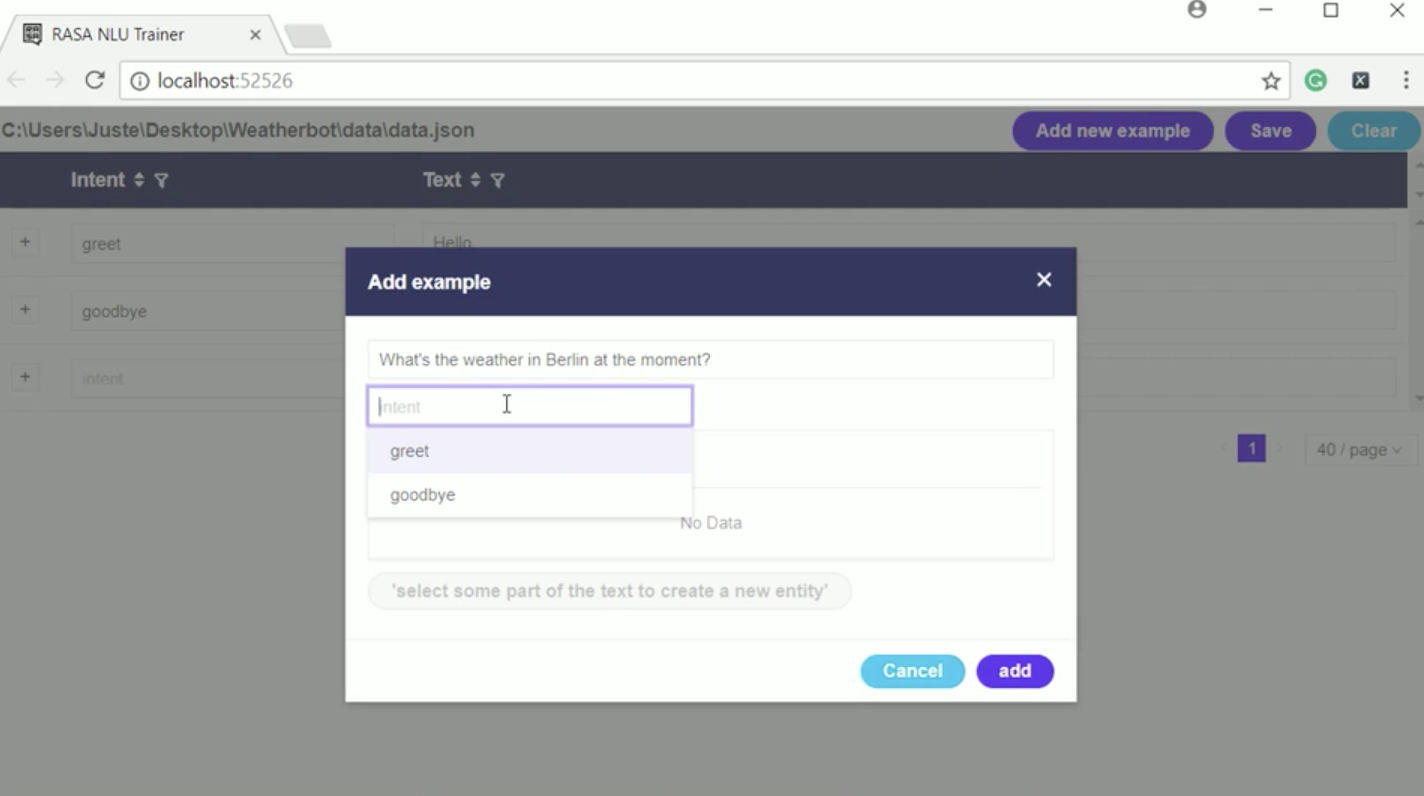 RASA NLU Trainer
localhost:52526
C:\Users\Juste\Desktop\Weatherbot\data\data.json
Add new example
Save
Clear
Intent
Text
+
greet
Hello
Add example
+
goodbye
What's the weather in Berlin at the moment?
+
intent
intent
greet
goodbye
No Data
1
40 / page
'select some part of the text to create a new entity'
Cancel
add